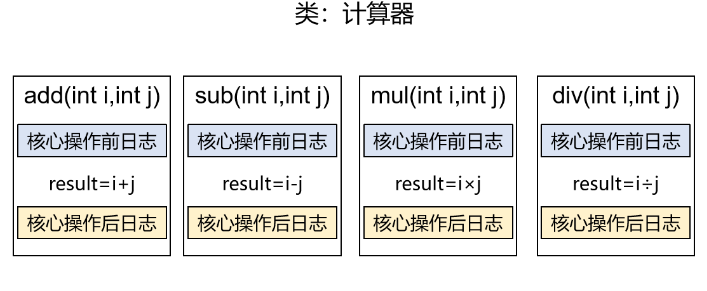 类：计算器
add(int i,int j)
核心操作前日志
result=i+j
核心操作后日志
sub(int i,int j)
核心操作前日志
result=i-j
核心操作后日志
mul(int i,int j)
核心操作前日志
result=i×j
核心操作后日志
div(int i,int j)
核心操作前日志
result=i÷j
核心操作后日志